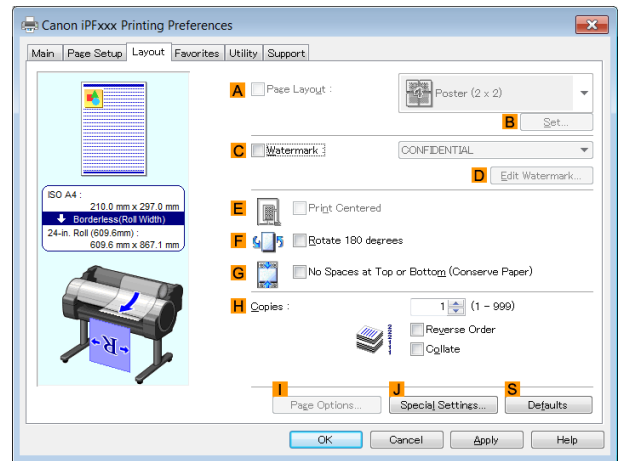 Canon iPFxxx Printing Preferences
Main Page Setup Layout Favorites Utility Support
A Page Layout : Poster (2 x 2)
B Set...
C Watermark : CONFIDENTIAL
D Edit Watermark...
ISO A4 :
210.0 mm x 297.0 mm
Borderless(Roll Width)
24-in. Roll (609.6mm) :
609.6 mm x 867.1 mm
E Print Centered
F Rotate 180 degrees
G No Spaces at Top or Bottom (Conserve Paper)
H Copies : 1 (1 - 999)
Reverse Order
Collate
R
I J S
Page Options... Special Settings... Defaults
OK Cancel Apply Help